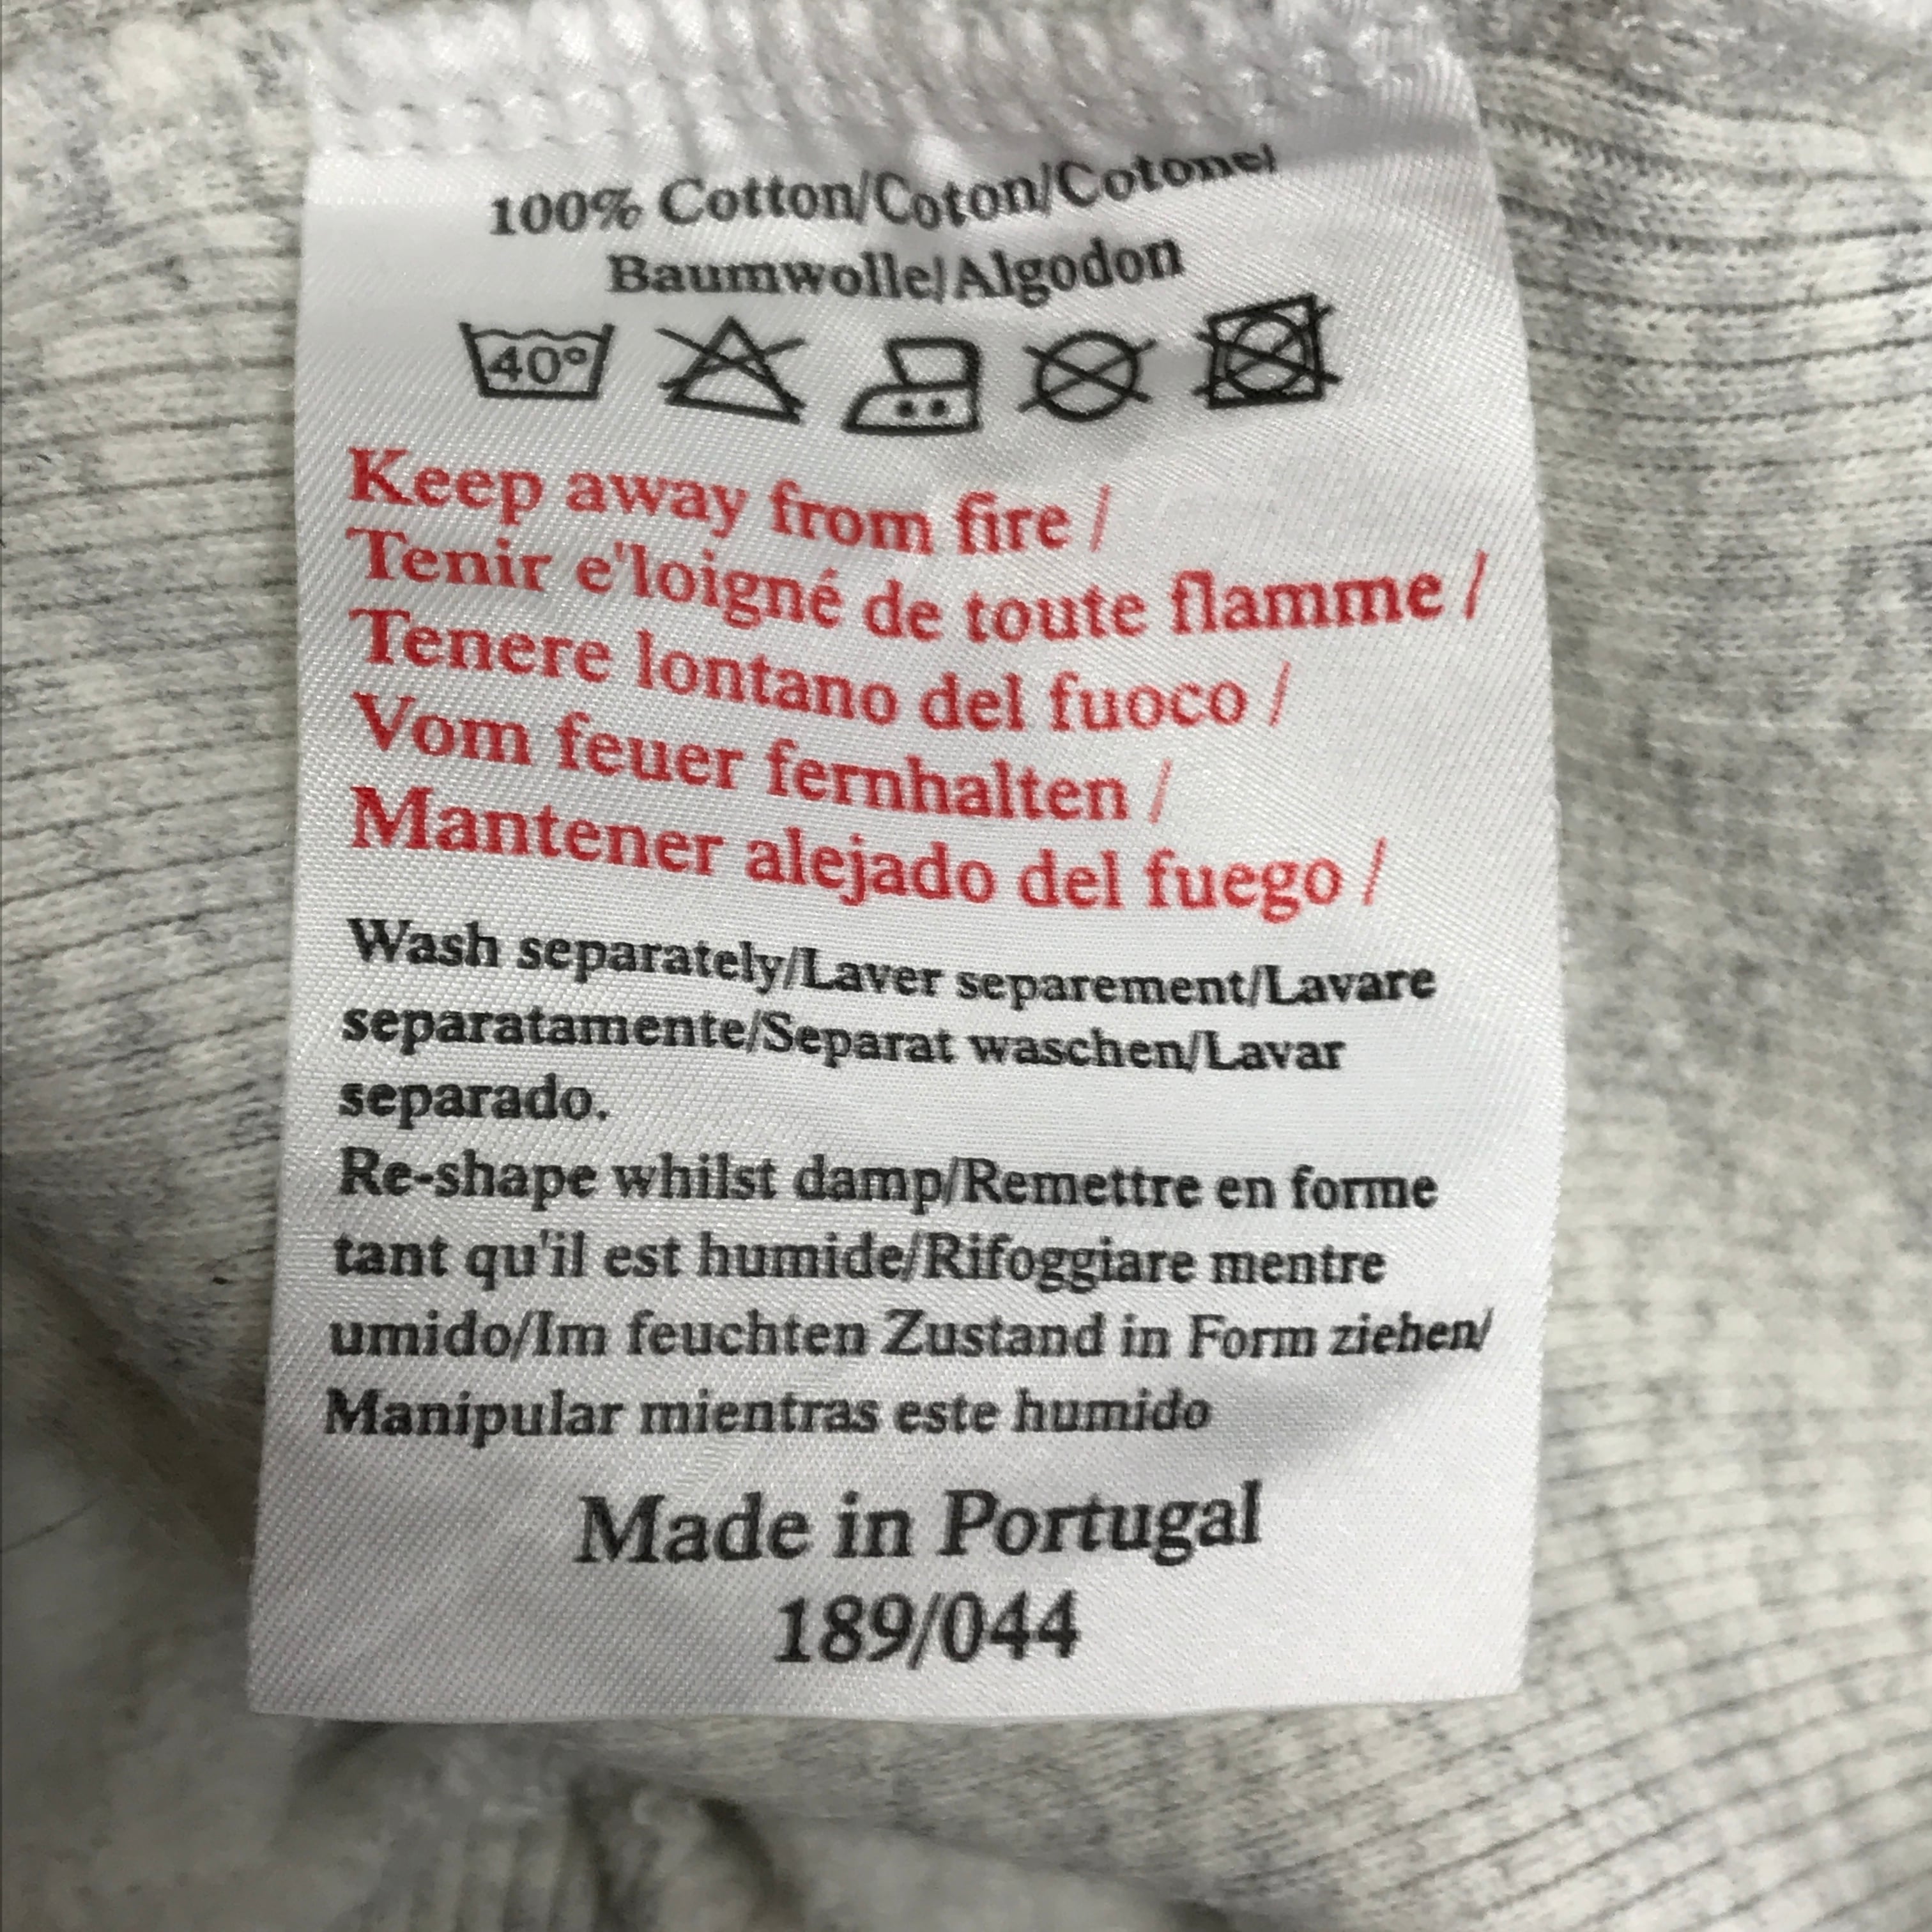 100% Cotton/Coton/Cotone/
Baumwolle/Algodon
40°
Keep away from fire /
Tenir e'loigné de toute flamme /
Tenere lontano del fuoco /
Vom feuer fernhalten /
Mantener alejado del fuego /
Wash separately/Laver separement/Lavare
separatamente/Separat waschen/Lavar
separado.
Re-shape whilst damp/Remettre en forme
tant qu'il est humide/Rifoggiare mentre
umido/Im feuchten Zustand in Form ziehen/
Manipular mientras este humido
Made in Portugal
189/044